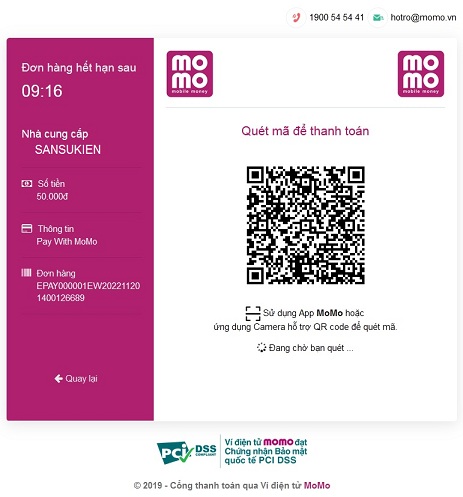 1900 54 54 41 hotro@momo.vn
Đơn hàng hết hạn sau
09:16
Nhà cung cấp
SANSUKIEN
Số tiền
50.000đ
Thông tin
Pay With MoMo
Đơn hàng
EPAY000001EW20221120
1400126689
Quay lại
mo
mo
mobile money
mo
mo
mobile money
Quét mã để thanh toán
Sử dụng App MoMo hoặc
ứng dụng Camera hỗ trợ QR code để quét mã.
Đang chờ bạn quét ...
PCI DSS
COMPLIANT
Ví điện tử momo đạt
Chứng nhận Bảo mật
quốc tế PCI DSS
© 2019 - Cổng thanh toán qua Ví điện tử MoMo